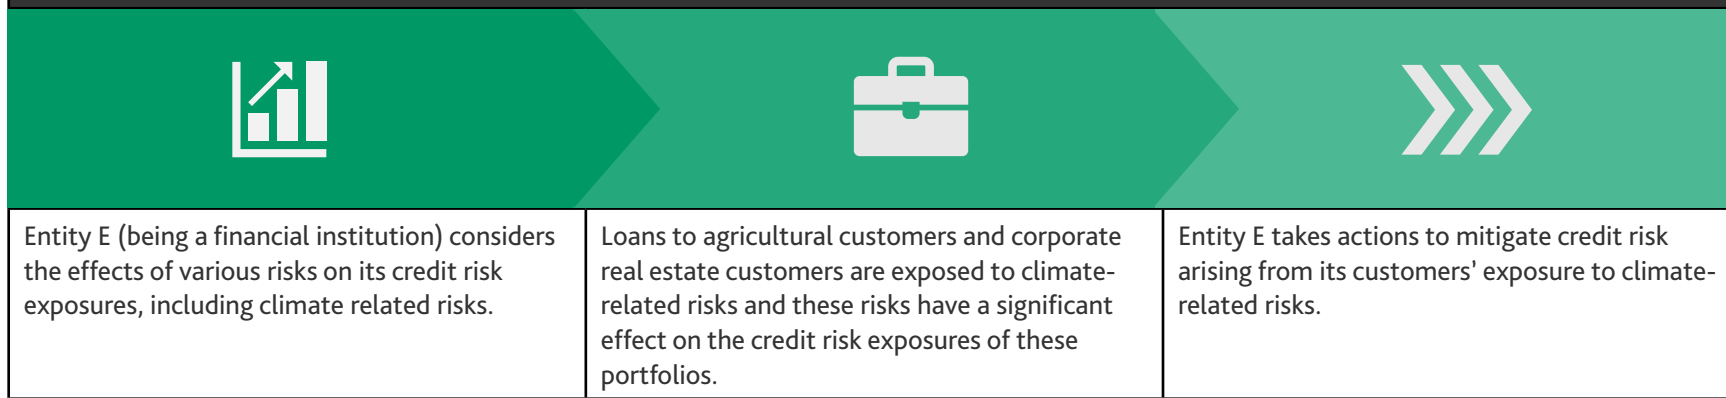 Entity E (being a financial institution) considers
the effects of various risks on its credit risk
exposures, including climate related risks.
Loans to agricultural customers and corporate
real estate customers are exposed to climate-
related risks and these risks have a significant
effect on the credit risk exposures of these
portfolios.
Entity E takes actions to mitigate credit risk
arising from its customers’ exposure to climate-
related risks.